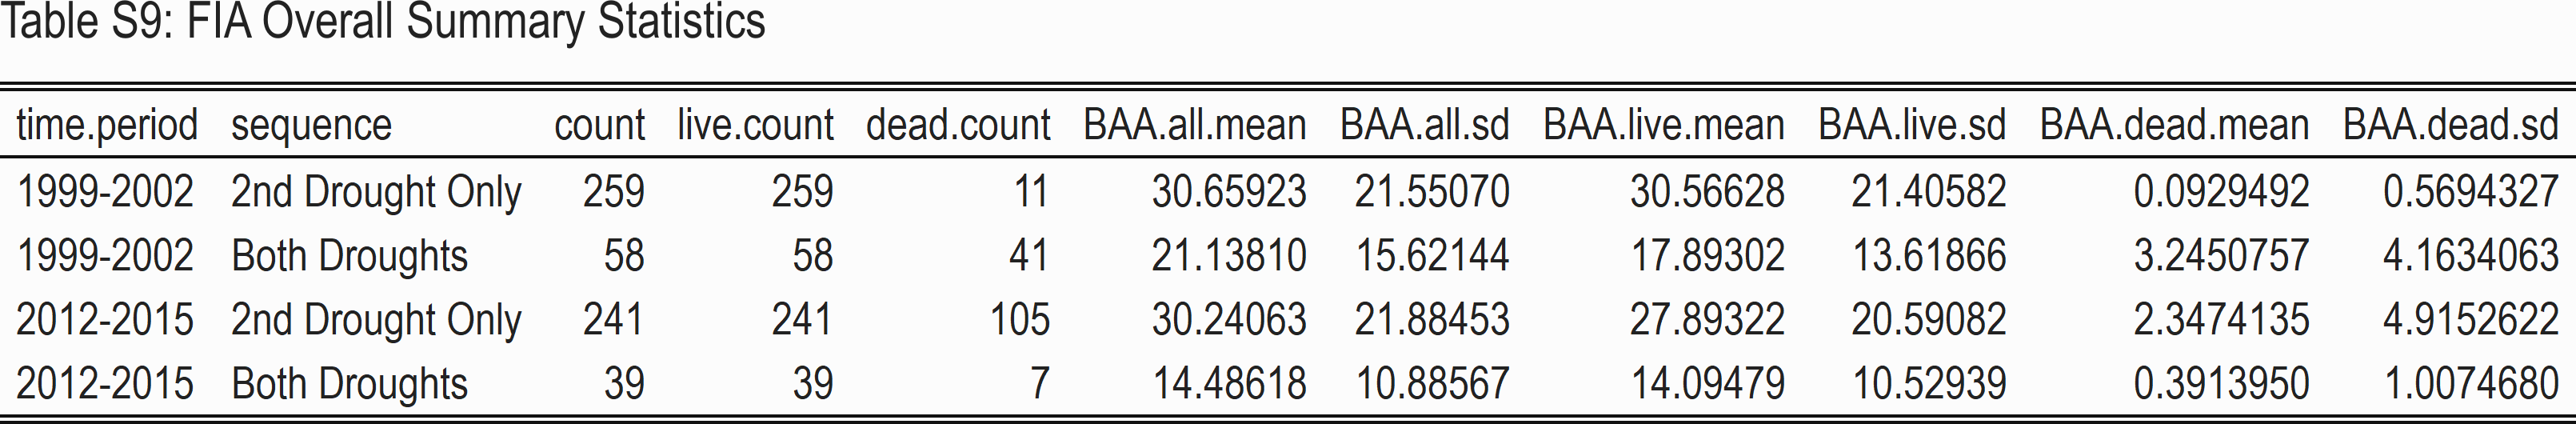 Table S9: FIA Overall Summary Statistics
time.period sequence count live.count dead.count BAA.all.mean BAA.all.sd BAA.live.mean BAA.live.sd BAA.dead.mean BAA.dead.sd
1999-2002 2nd Drought Only 259 259 11 30.65923 21.55070 30.56628 21.40582 0.0929492 0.5694327
1999-2002 Both Droughts 58 58 41 21.13810 15.62144 17.89302 13.61866 3.2450757 4.1634063
2012-2015 2nd Drought Only 241 241 105 30.24063 21.88453 27.89322 20.59082 2.3474135 4.9152622
2012-2015 Both Droughts 39 39 7 14.48618 10.88567 14.09479 10.52939 0.3913950 1.0074680